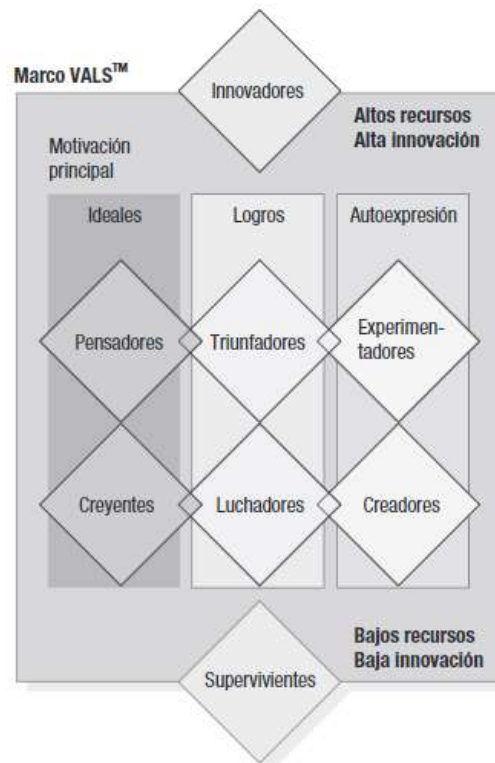 Marco VALS™
Innovadores
Altos recursos
Alta innovación
Motivación
principal
Ideales
Logros
Autoexpresión
Pensadores
Triunfadores
Experimen-
tadores
Creyentes
Luchadores
Creadores
Bajos recursos
Baja innovación
Supervivientes